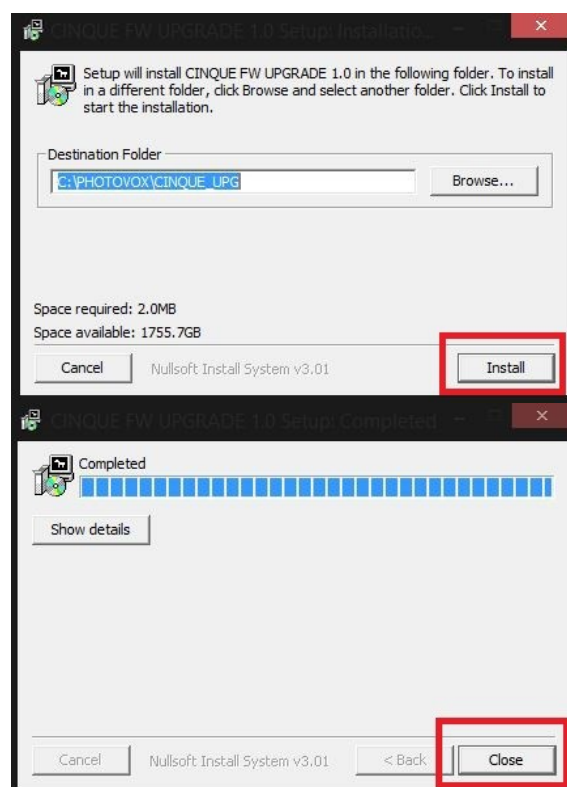 CINQUE FW UPGRADE 1.0 Setup: Installatio...
Setup will install CINQUE FW UPGRADE 1.0 in the following folder. To install
in a different folder, click Browse and select another folder. Click Install to
start the installation.
Destination Folder
C:\PHOTOVOX\CINQUE_UPG
Browse...
Space required: 2.0MB
Space available: 1755.7GB
Cancel
Nullsoft Install System v3.01
Install
CINQUE FW UPGRADE 1.0 Setup: Completed
Completed
Show details
Cancel
Nullsoft Install System v3.01
< Back
Close